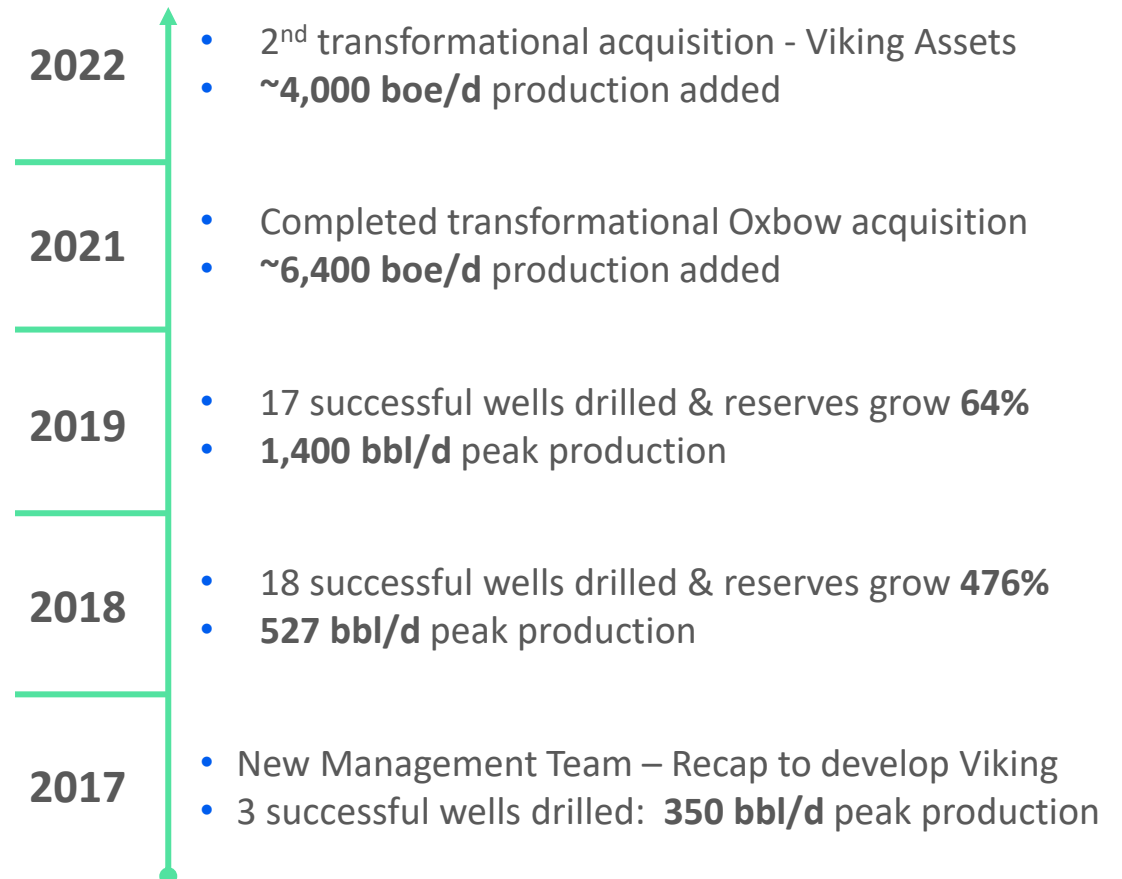 2022
• 2nd transformational acquisition - Viking Assets
• ~4,000 boe/d production added
2021
• Completed transformational Oxbow acquisition
• ~6,400 boe/d production added
2019
• 17 successful wells drilled & reserves grow 64%
• 1,400 bbl/d peak production
2018
• 18 successful wells drilled & reserves grow 476%
• 527 bbl/d peak production
2017
• New Management Team – Recap to develop Viking
• 3 successful wells drilled: 350 bbl/d peak production